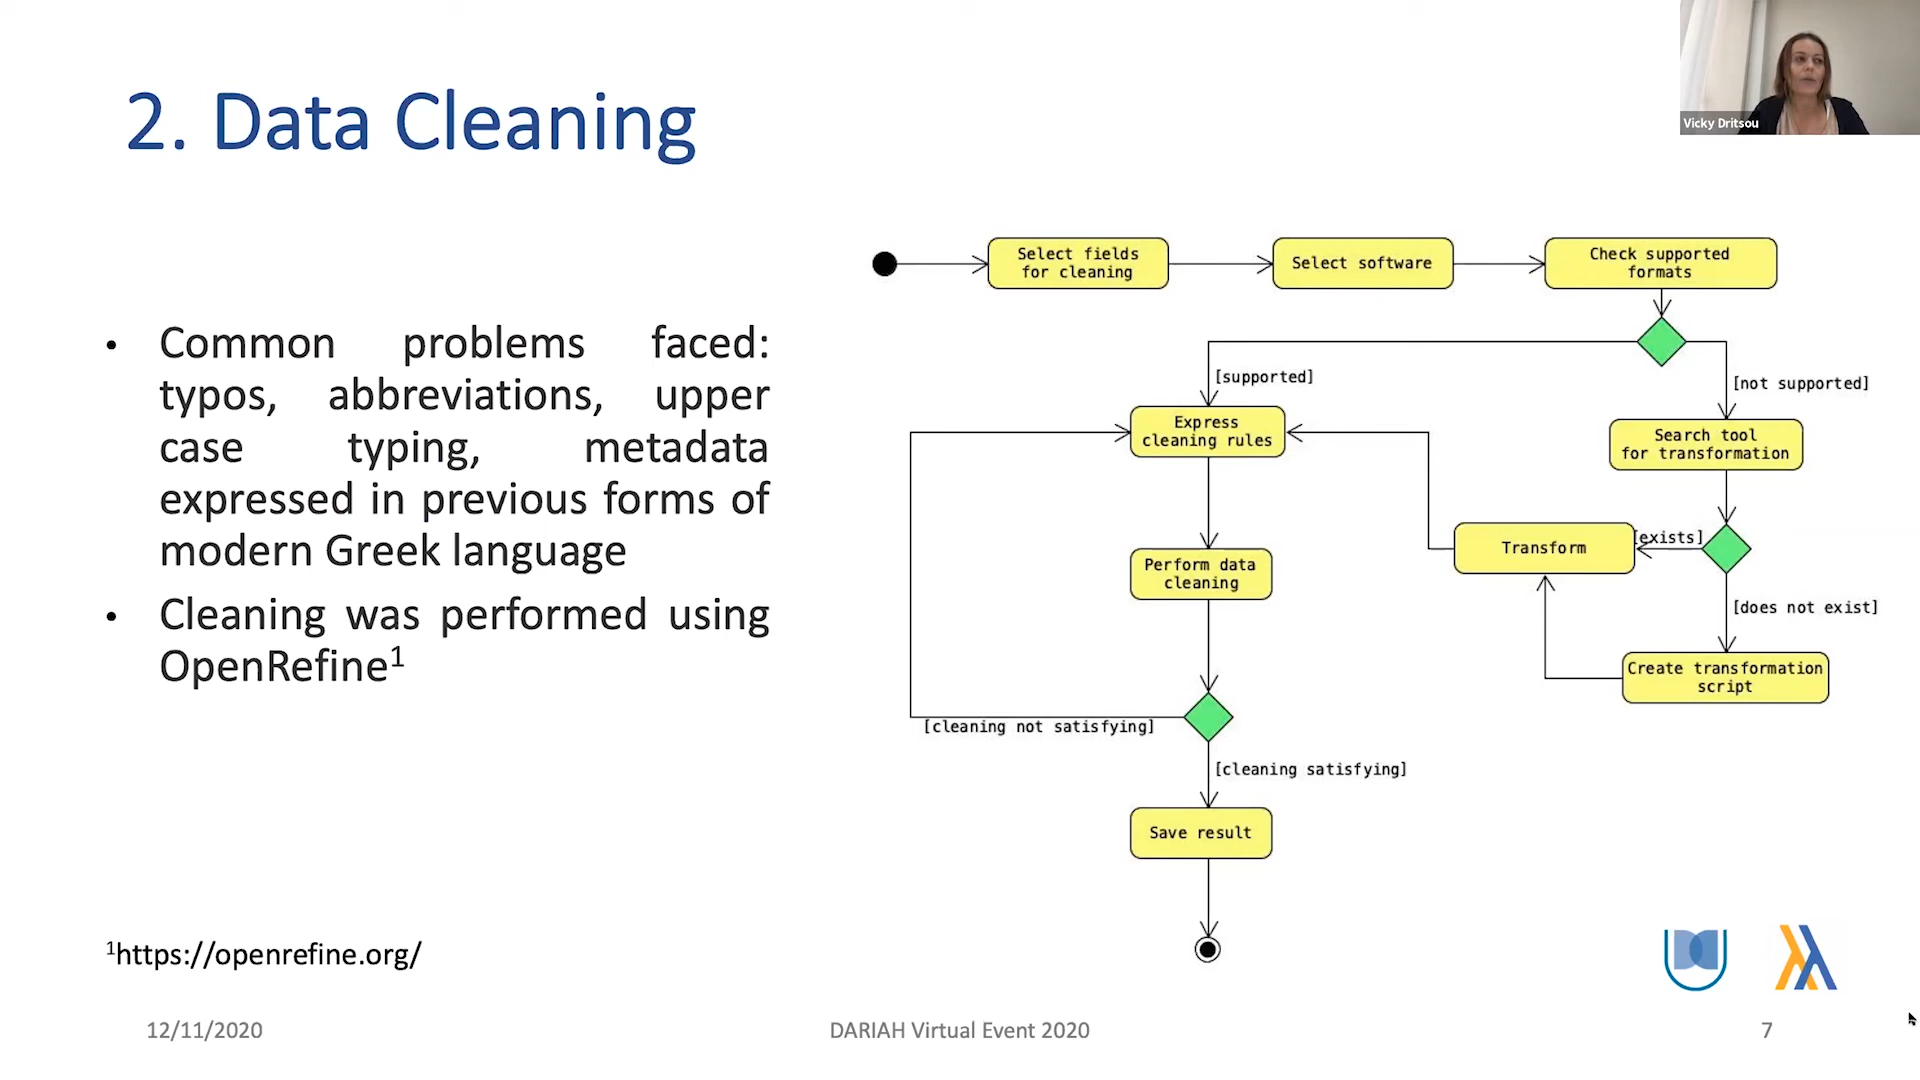 Vicky Dritsou
2. Data Cleaning
• Common problems faced:
typos, abbreviations, upper
case typing, metadata
expressed in previous forms of
modern Greek language
• Cleaning was performed using
OpenRefine¹
Select fields
for cleaning
Select software
Check supported
formats
[supported]
[not supported]
Express
cleaning rules
Search tool
for transformation
Transform
[exists]
Perform data
cleaning
[does not exist]
Create transformation
script
[cleaning not satisfying]
[cleaning satisfying]
Save result
¹https://openrefine.org/
12/11/2020
DARIAH Virtual Event 2020
7